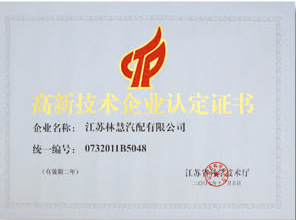 高新技术企业认定证书
企业名称： 江苏林慧汽配有限公司
统一编号： 0732011B5048
（有效期二年） 江苏省科学技术厅